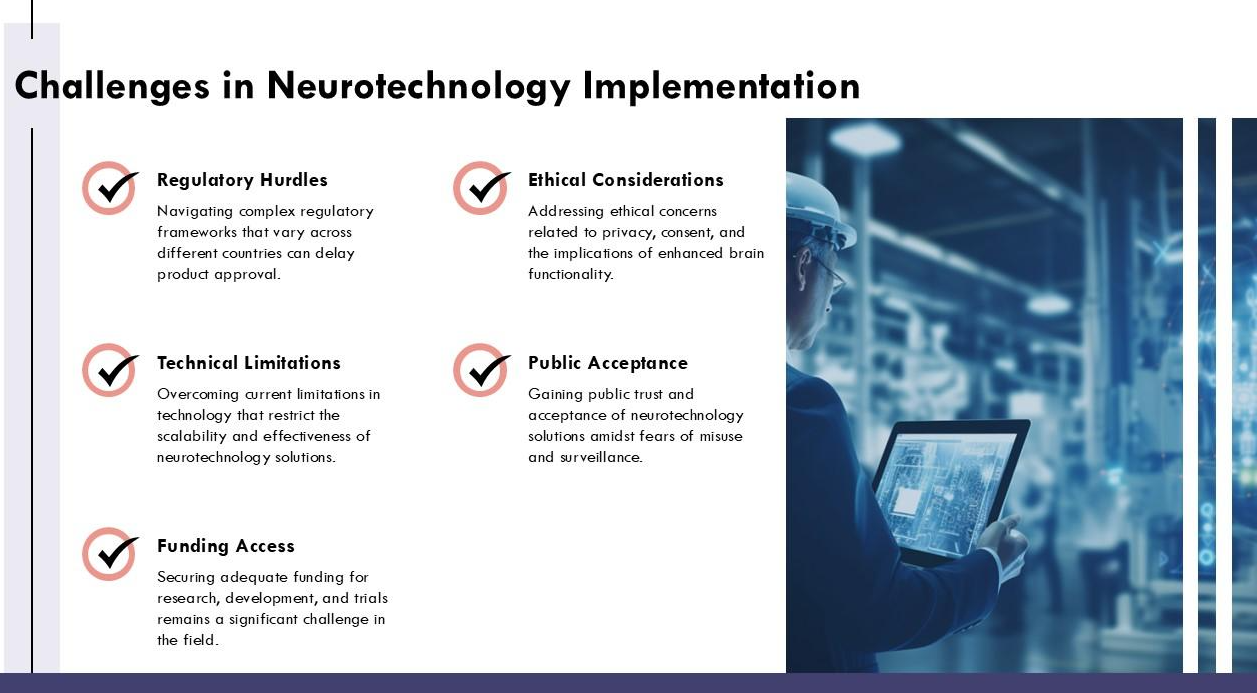 Challenges in Neurotechnology Implementation
Regulatory Hurdles
Navigating complex regulatory
frameworks that vary across
different countries can delay
product approval.
Ethical Considerations
Addressing ethical concerns
related to privacy, consent, and
the implications of enhanced brain
functionality.
Technical Limitations
Overcoming current limitations in
technology that restrict the
scalability and effectiveness of
neurotechnology solutions.
Public Acceptance
Gaining public trust and
acceptance of neurotechnology
solutions amidst fears of misuse
and surveillance.
Funding Access
Securing adequate funding for
research, development, and trials
remains a significant challenge in
the field.